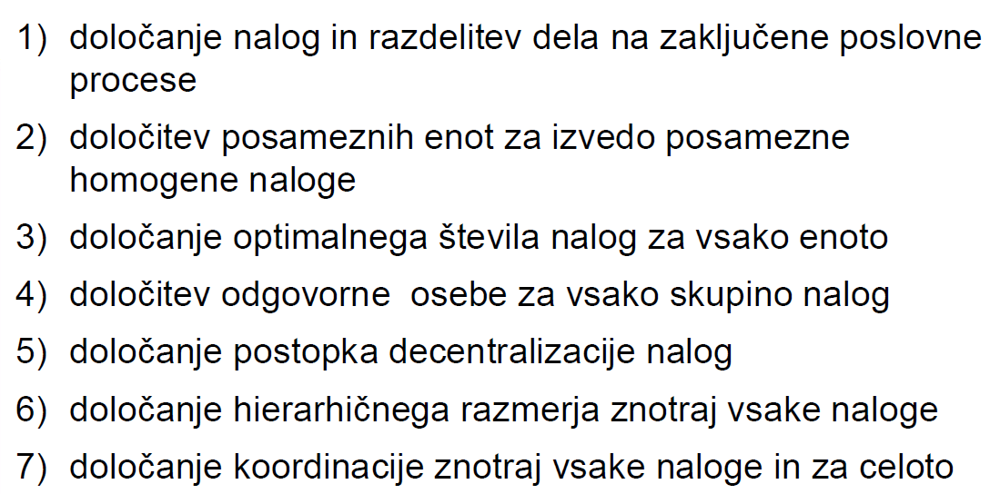 1) določanje nalog in razdelitev dela na zaključene poslovne
procese
2) določitev posameznih enot za izvedo posamezne
homogene naloge
3) določanje optimalnega števila nalog za vsako enoto
4) določitev odgovorne  osebe za vsako skupino nalog
5) določanje postopka decentralizacije nalog
6) določanje hierarhičnega razmerja znotraj vsake naloge
7) določanje koordinacije znotraj vsake naloge in za celoto